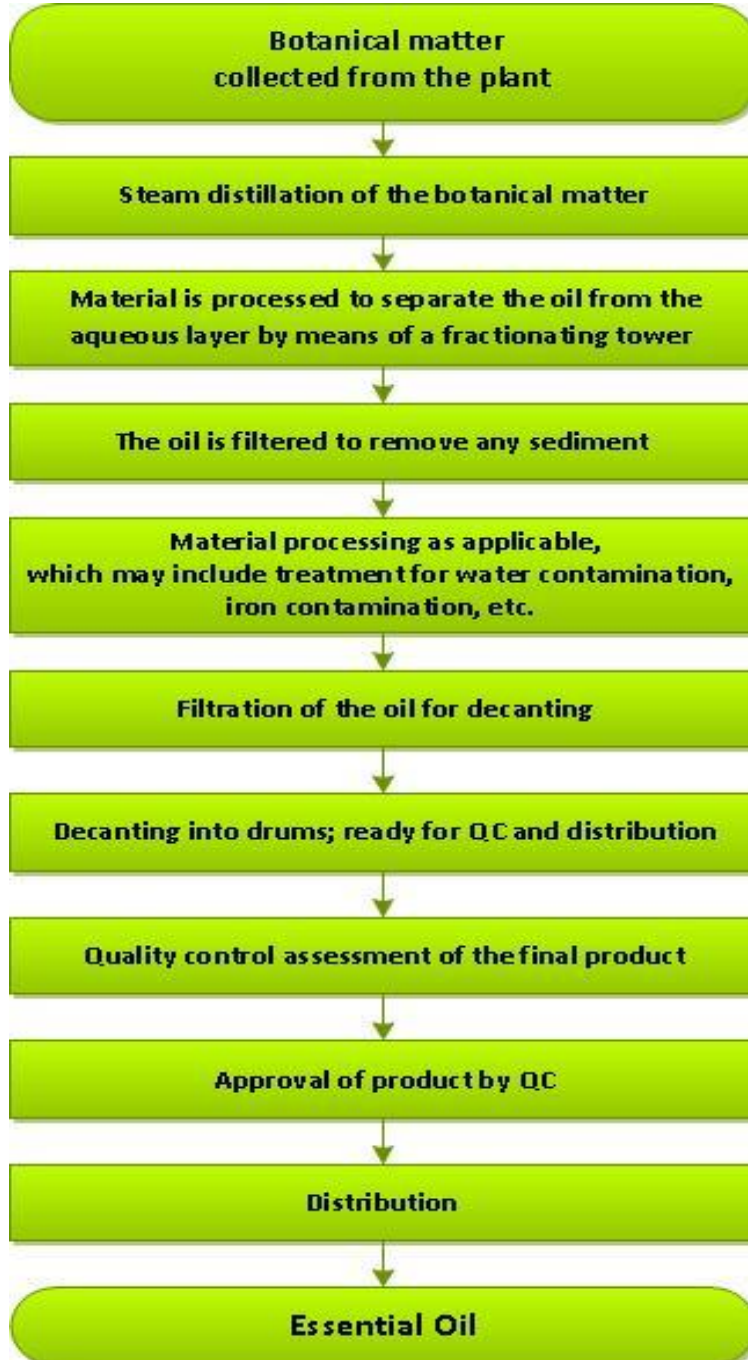 Botanical matter
collected from the plant
Steam distillation of the botanical matter
Material is processed to separate the oil from the
aqueous layer by means of a fractionating tower
The oil is filtered to remove any sediment
Material processing as applicable,
which may include treatment for water contamination,
iron contamination, etc.
Filtration of the oil for decanting
Decanting into drums; ready for QC and distribution
Quality control assessment of the final product
Approval of product by QC
Distribution
Essential Oil